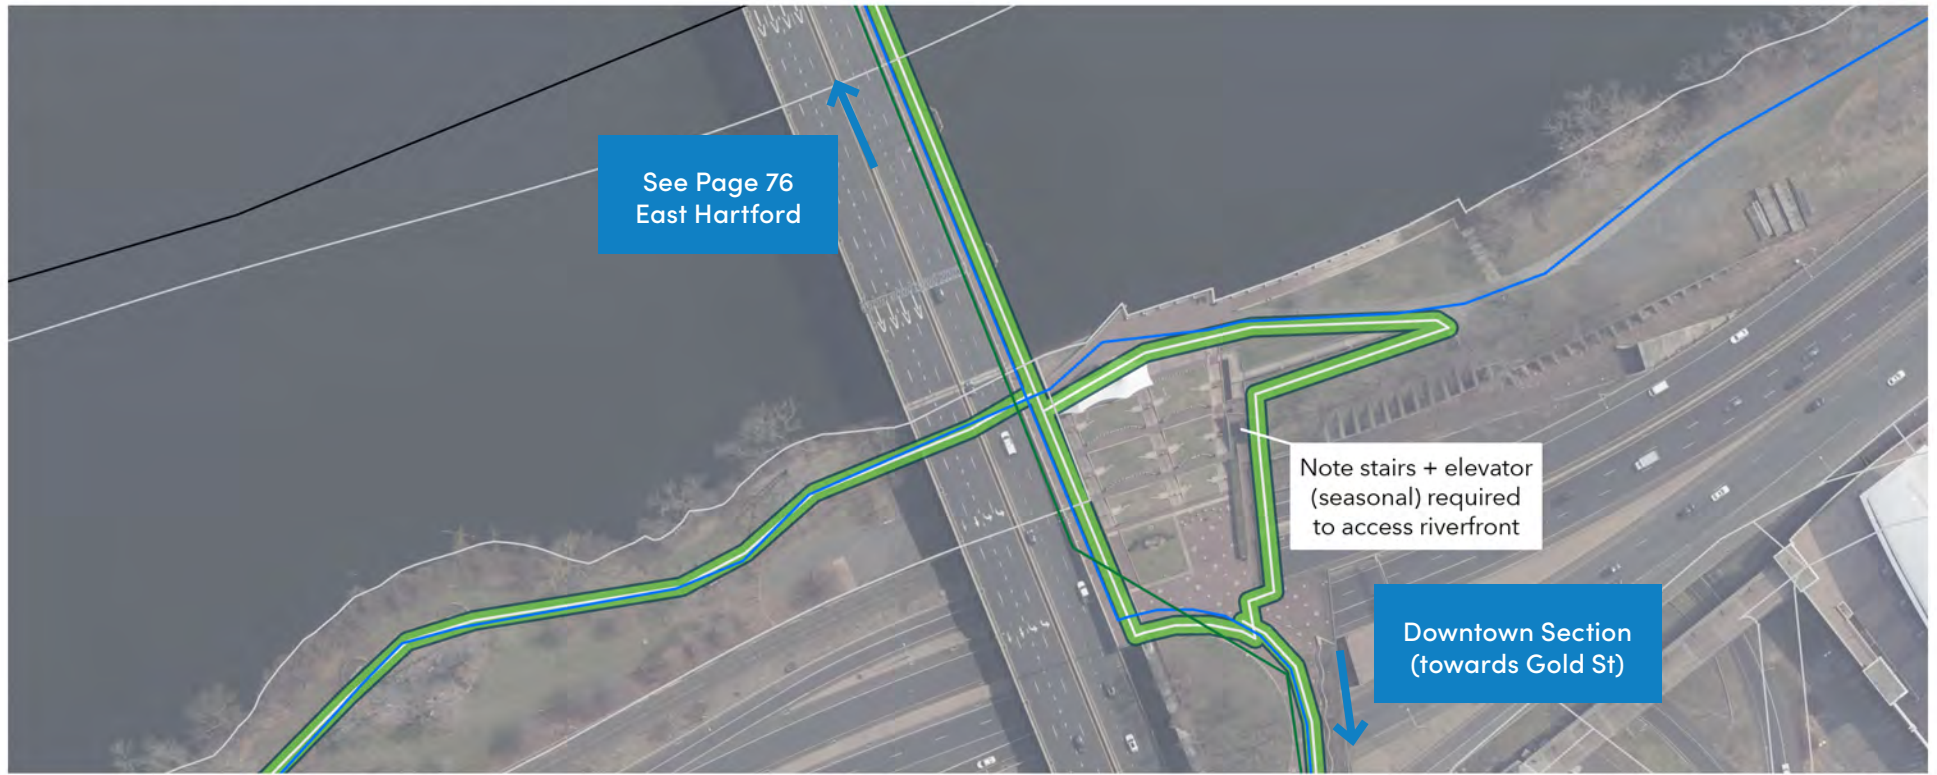 See Page 76
East Hartford
Note stairs + elevator
(seasonal) required
to access riverfront
Downtown Section
(towards Gold St)